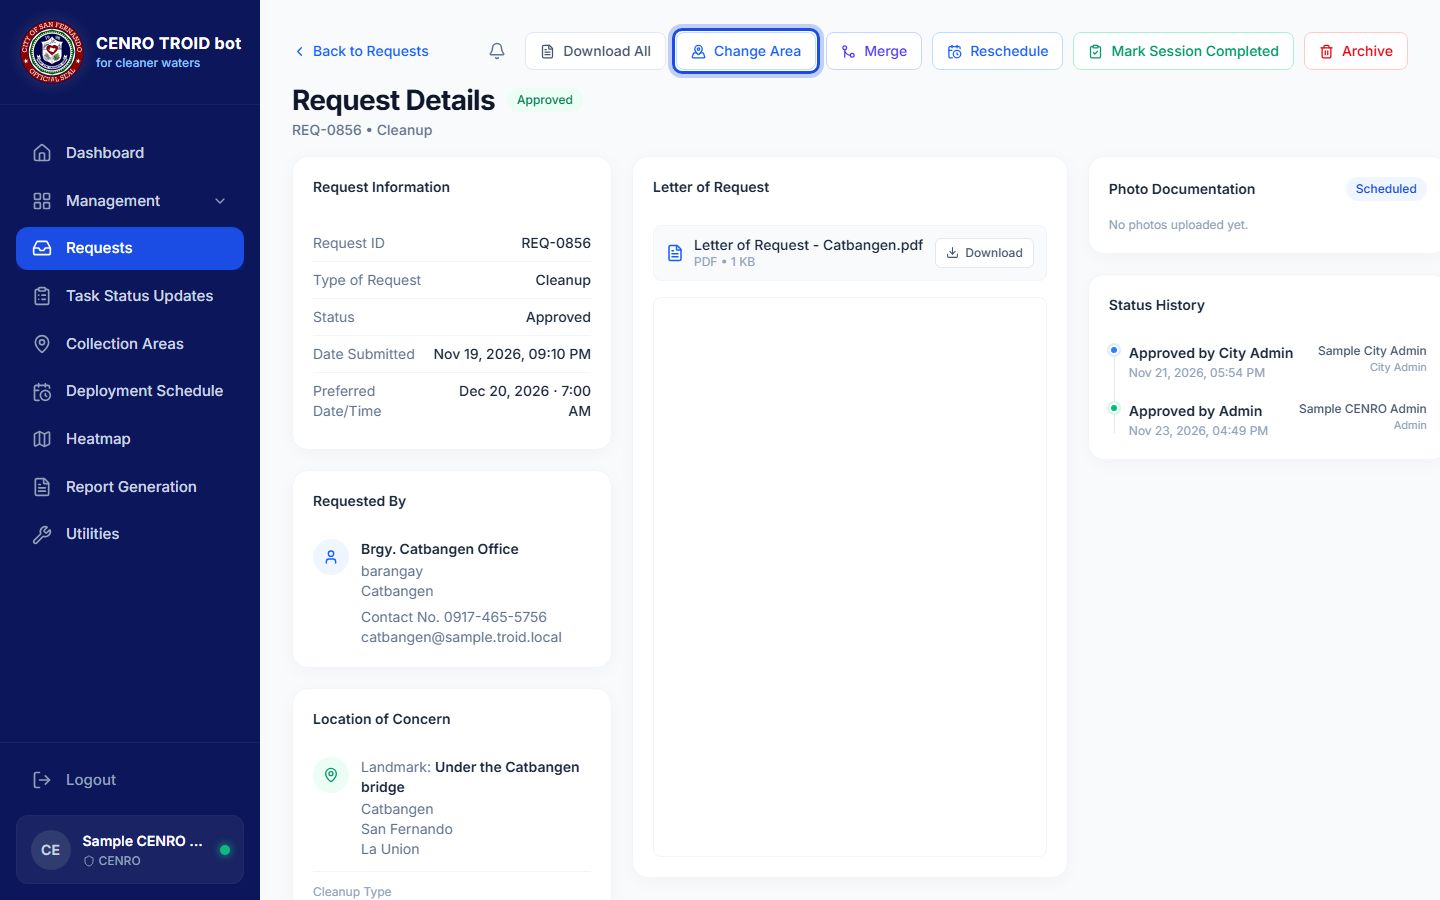 CITY OF SAN FERNANDO
OFFICIAL SEAL
CENRO TROID bot
for cleaner waters
Dashboard
Management
Requests
Task Status Updates
Collection Areas
Deployment Schedule
Heatmap
Report Generation
Utilities
Logout
CE
Sample CENRO ...
CENRO
Back to Requests
Download All
Change Area
Merge
Reschedule
Mark Session Completed
Archive
Request Details
Approved
REQ-0856 • Cleanup
Request Information
Request ID REQ-0856
Type of Request Cleanup
Status Approved
Date Submitted Nov 19, 2026, 09:10 PM
Preferred Date/Time Dec 20, 2026 · 7:00 AM
Requested By
Brgy. Catbangen Office
barangay
Catbangen
Contact No. 0917-465-5756
catbangen@sample.troid.local
Location of Concern
Landmark: Under the Catbangen
bridge
Catbangen
San Fernando
La Union
Cleanup Type
Letter of Request
Letter of Request - Catbangen.pdf
PDF • 1 KB
Download
Photo Documentation
Scheduled
No photos uploaded yet.
Status History
Approved by City Admin
Sample City Admin
Nov 21, 2026, 05:54 PM
City Admin
Approved by Admin
Sample CENRO Admin
Nov 23, 2026, 04:49 PM
Admin